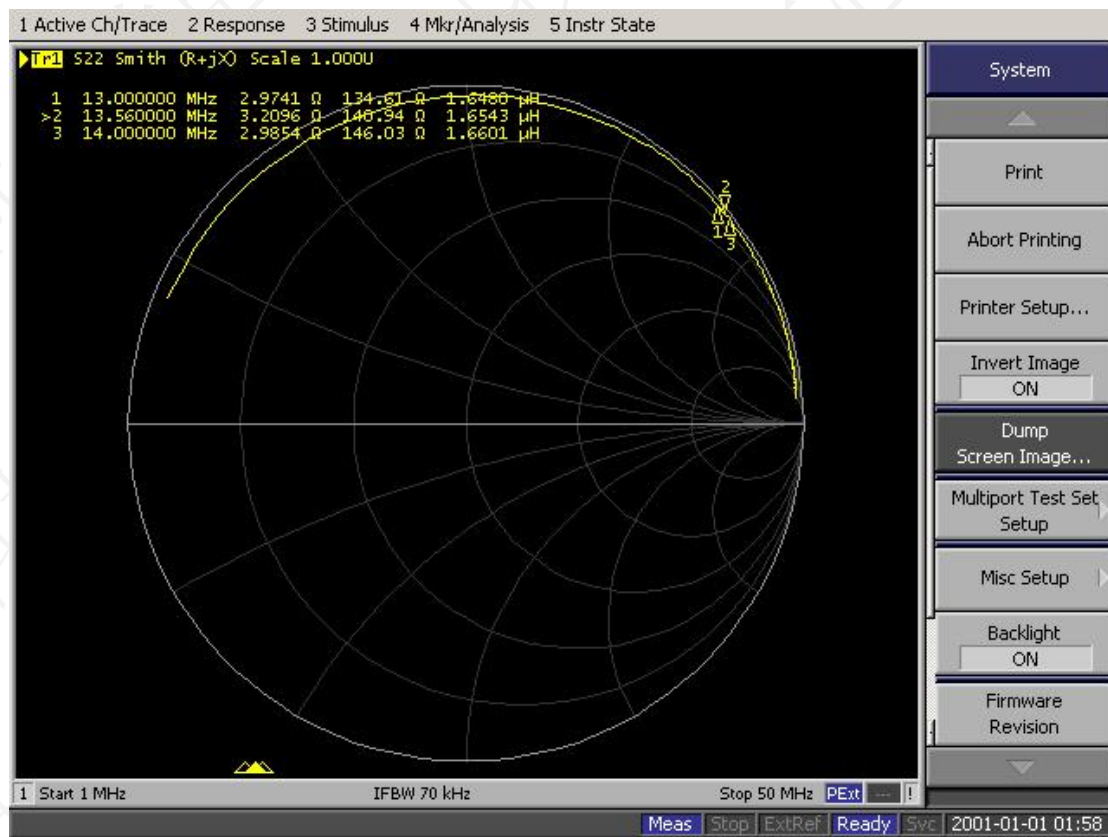 1 Active Ch/Trace 2 Response 3 Stimulus 4 Mkr/Analysis 5 Instr State
Tr1 S22 Smith (R+jX) Scale 1.000U
1 13.000000 MHz 2.9741 Ω 134.61 Ω 1.6480 µH
>2 13.560000 MHz 3.2096 Ω 140.94 Ω 1.6543 µH
3 14.000000 MHz 2.9854 Ω 146.03 Ω 1.6601 µH
2
1 3
System
Print
Abort Printing
Printer Setup...
Invert Image
ON
Dump
Screen Image...
Multiport Test Set
Setup
Misc Setup
Backlight
ON
Firmware
Revision
1 Start 1 MHz IFBW 70 kHz Stop 50 MHz PExt --- !
Meas Stop ExtRef Ready Svc 2001-01-01 01:58